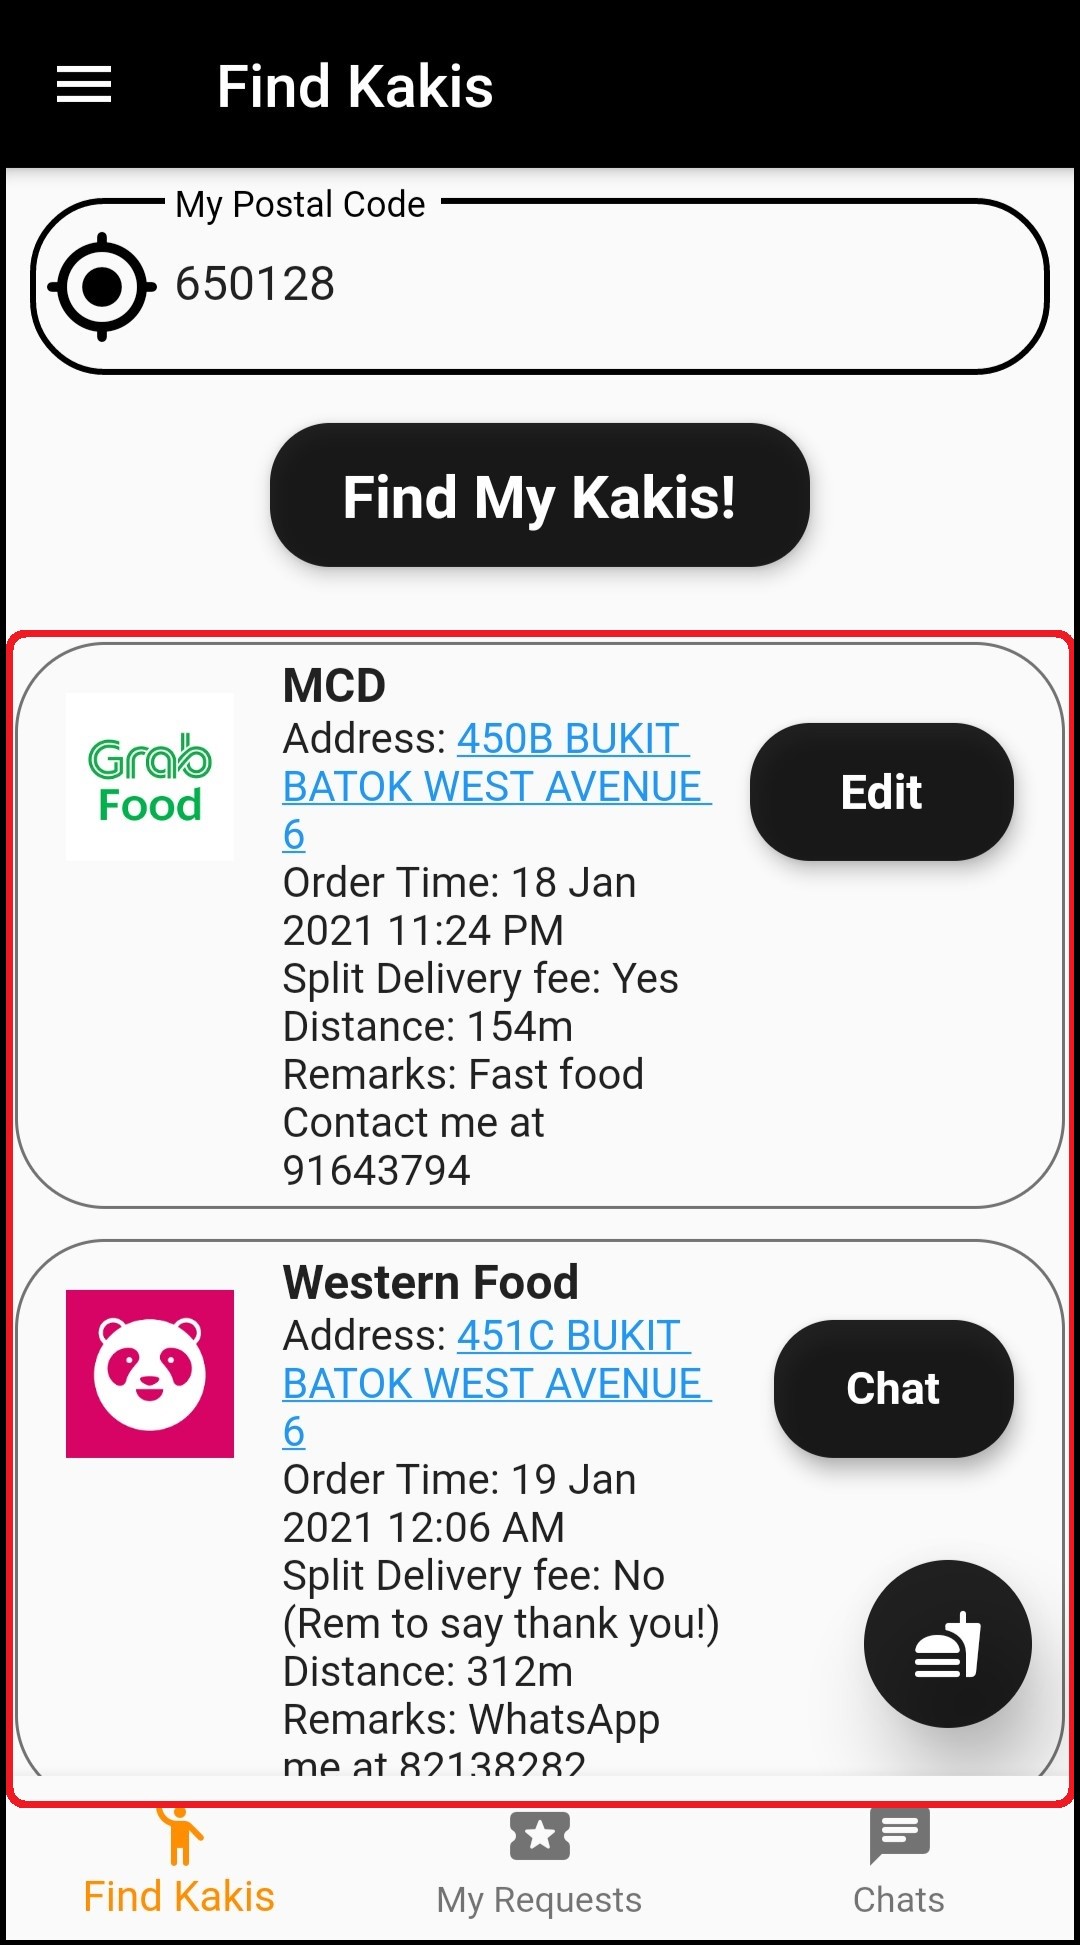 Find Kakis
My Postal Code
650128
Find My Kakis!
Grab
Food
MCD
Address: 450B BUKIT
BATOK WEST AVENUE
6
Order Time: 18 Jan
2021 11:24 PM
Split Delivery fee: Yes
Distance: 154m
Remarks: Fast food
Contact me at
91643794
Edit
Western Food
Address: 451C BUKIT
BATOK WEST AVENUE
6
Order Time: 19 Jan
2021 12:06 AM
Split Delivery fee: No
(Rem to say thank you!)
Distance: 312m
Remarks: WhatsApp
me at 82138282
Chat
Find Kakis
My Requests
Chats